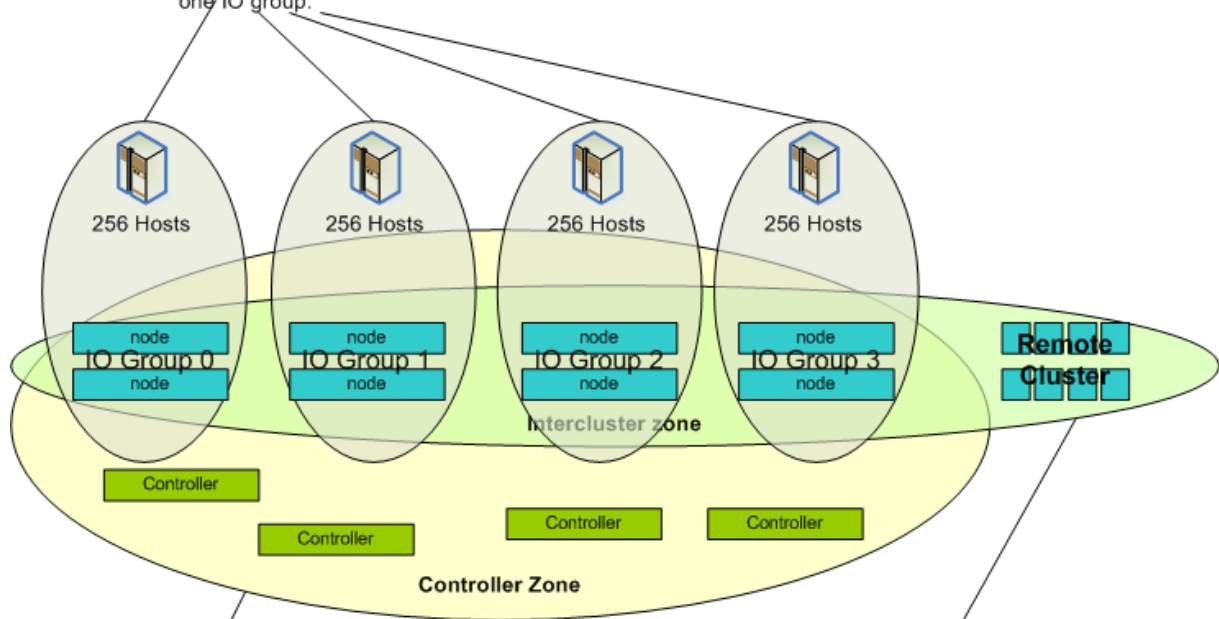 one IO group.
256 Hosts
256 Hosts
256 Hosts
256 Hosts
node
node
node
node
IO Group 0
IO Group 1
IO Group 2
IO Group 3
Remote
Cluster
node
node
node
node
Intercluster zone
Controller
Controller
Controller
Controller
Controller Zone